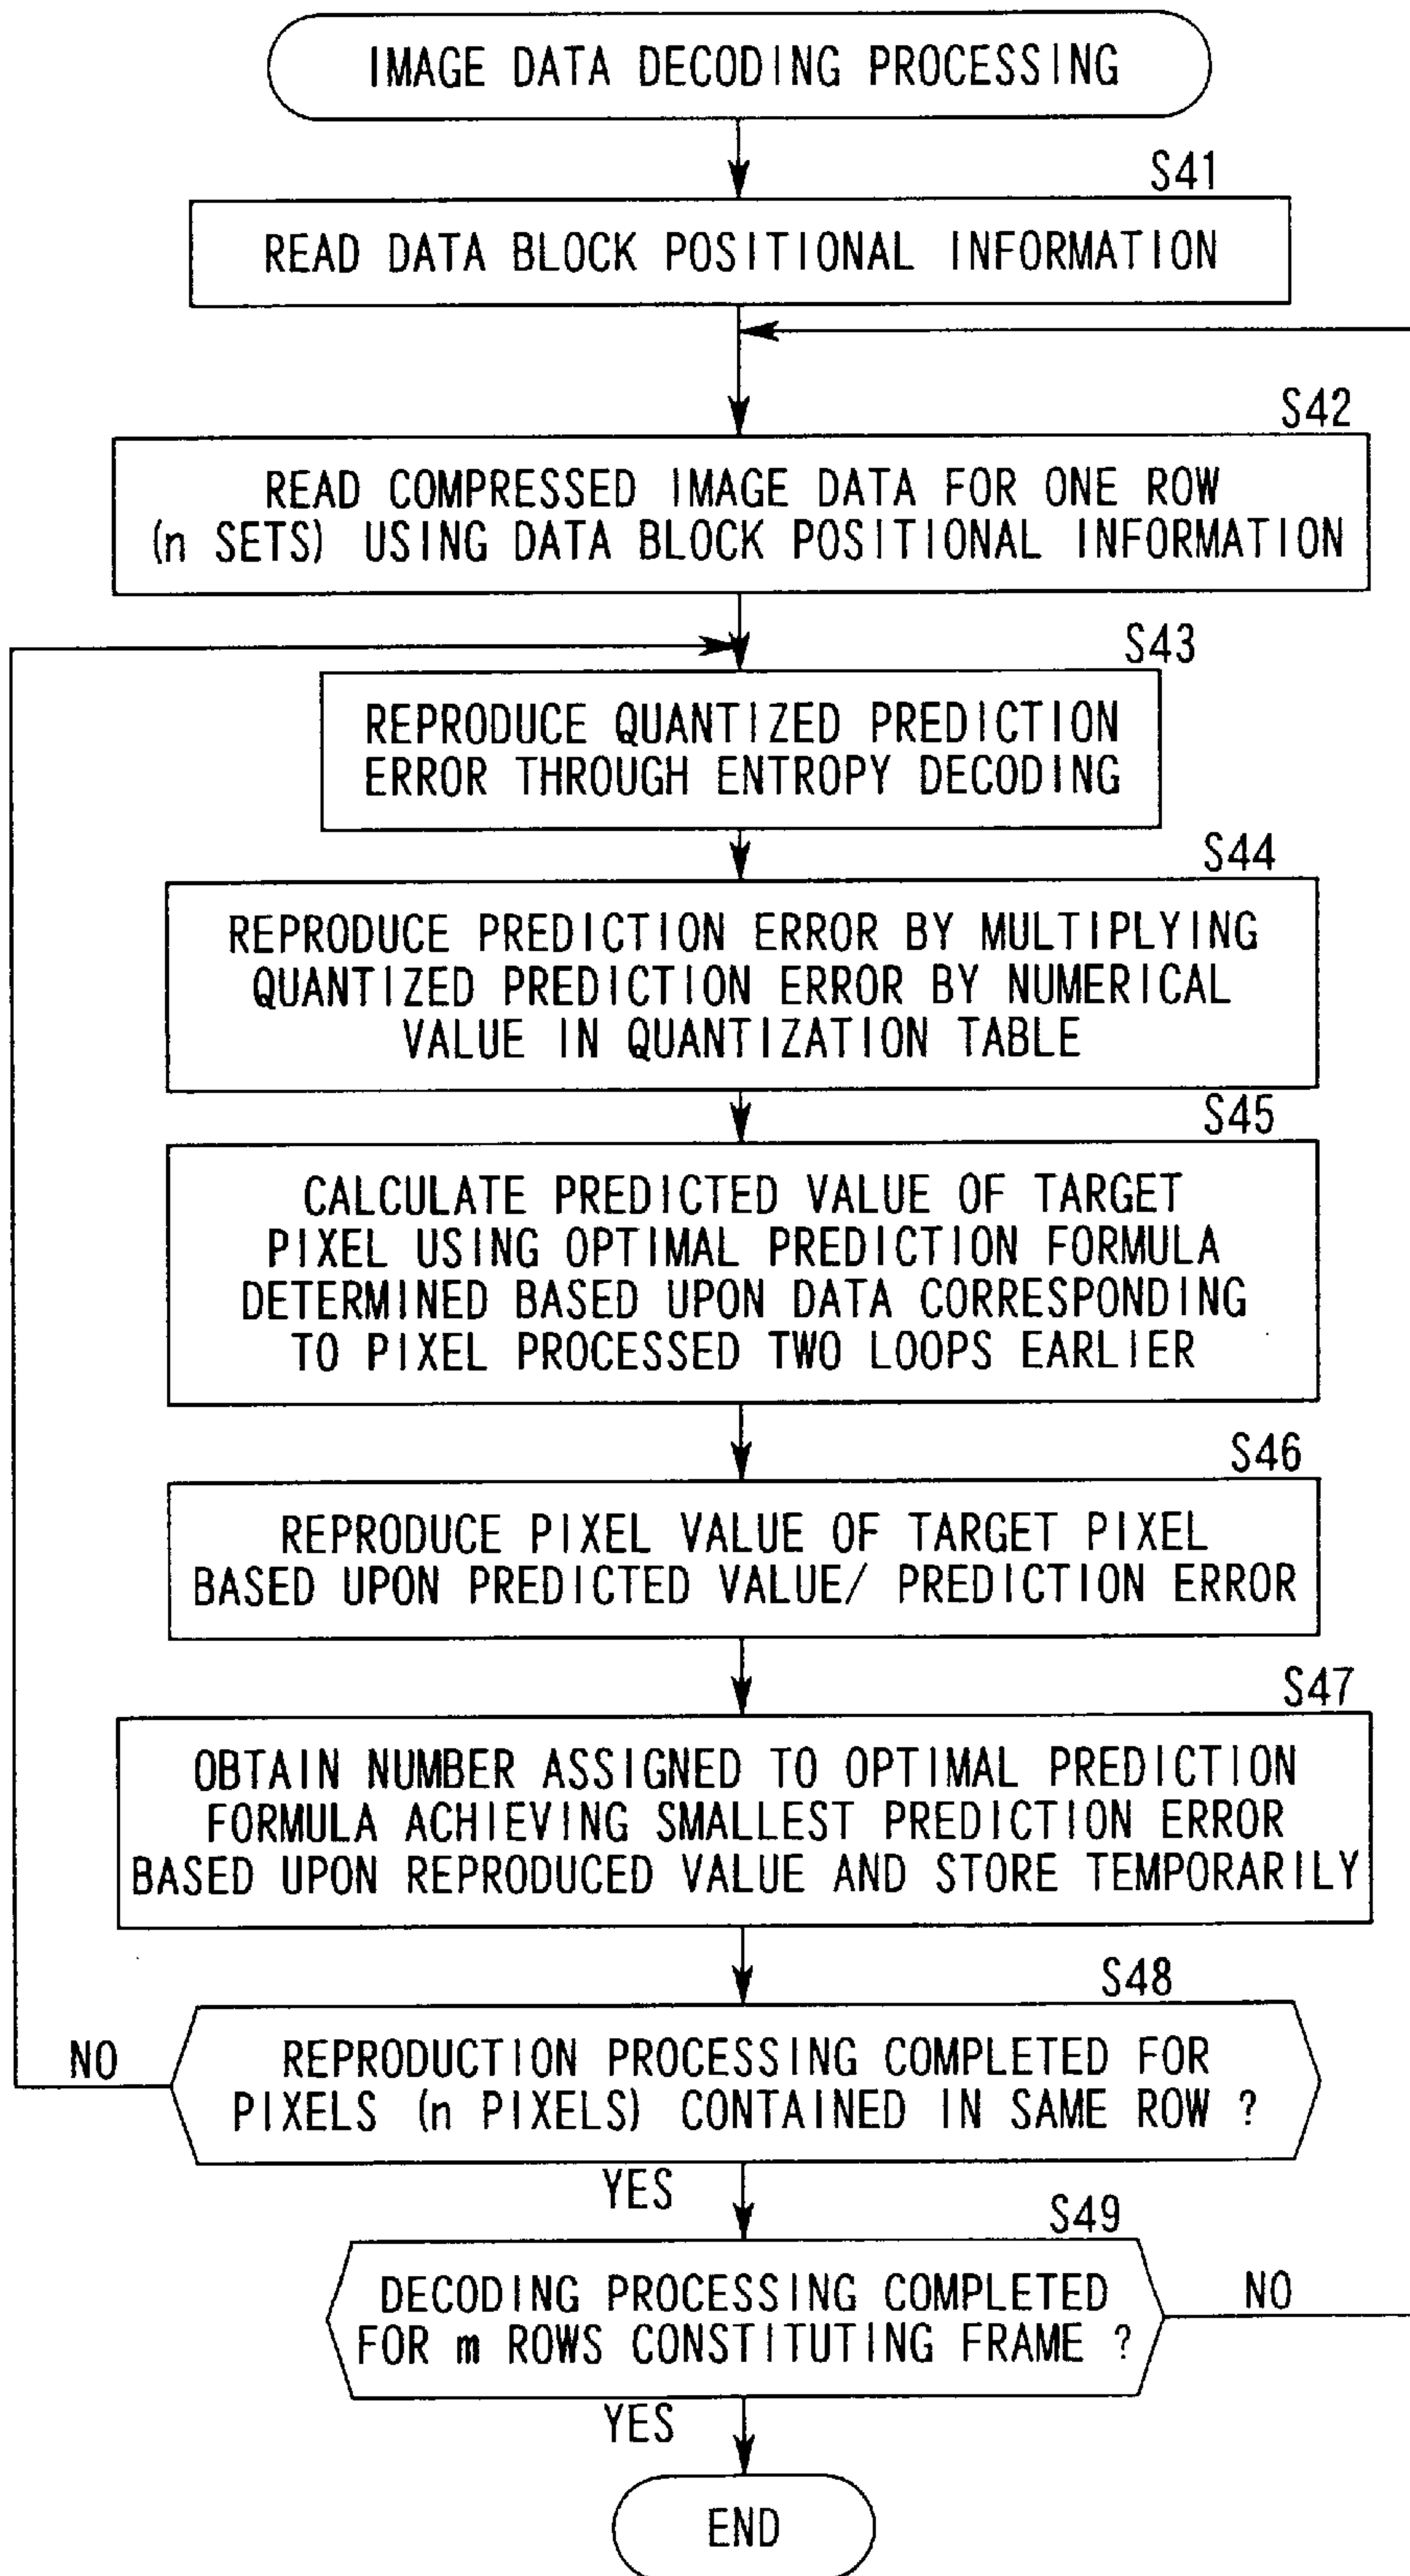 IMAGE DATA DECODING PROCESSING
S41
READ DATA BLOCK POSITIONAL INFORMATION
S42
READ COMPRESSED IMAGE DATA FOR ONE ROW
(n SETS) USING DATA BLOCK POSITIONAL INFORMATION
S43
REPRODUCE QUANTIZED PREDICTION
ERROR THROUGH ENTROPY DECODING
S44
REPRODUCE PREDICTION ERROR BY MULTIPLYING
QUANTIZED PREDICTION ERROR BY NUMERICAL
VALUE IN QUANTIZATION TABLE
S45
CALCULATE PREDICTED VALUE OF TARGET
PIXEL USING OPTIMAL PREDICTION FORMULA
DETERMINED BASED UPON DATA CORRESPONDING
TO PIXEL PROCESSED TWO LOOPS EARLIER
S46
REPRODUCE PIXEL VALUE OF TARGET PIXEL
BASED UPON PREDICTED VALUE/ PREDICTION ERROR
S47
OBTAIN NUMBER ASSIGNED TO OPTIMAL PREDICTION
FORMULA ACHIEVING SMALLEST PREDICTION ERROR
BASED UPON REPRODUCED VALUE AND STORE TEMPORARILY
S48
NO
REPRODUCTION PROCESSING COMPLETED FOR
PIXELS (n PIXELS) CONTAINED IN SAME ROW ?
YES
S49
DECODING PROCESSING COMPLETED
FOR m ROWS CONSTITUTING FRAME ?
NO
YES
END